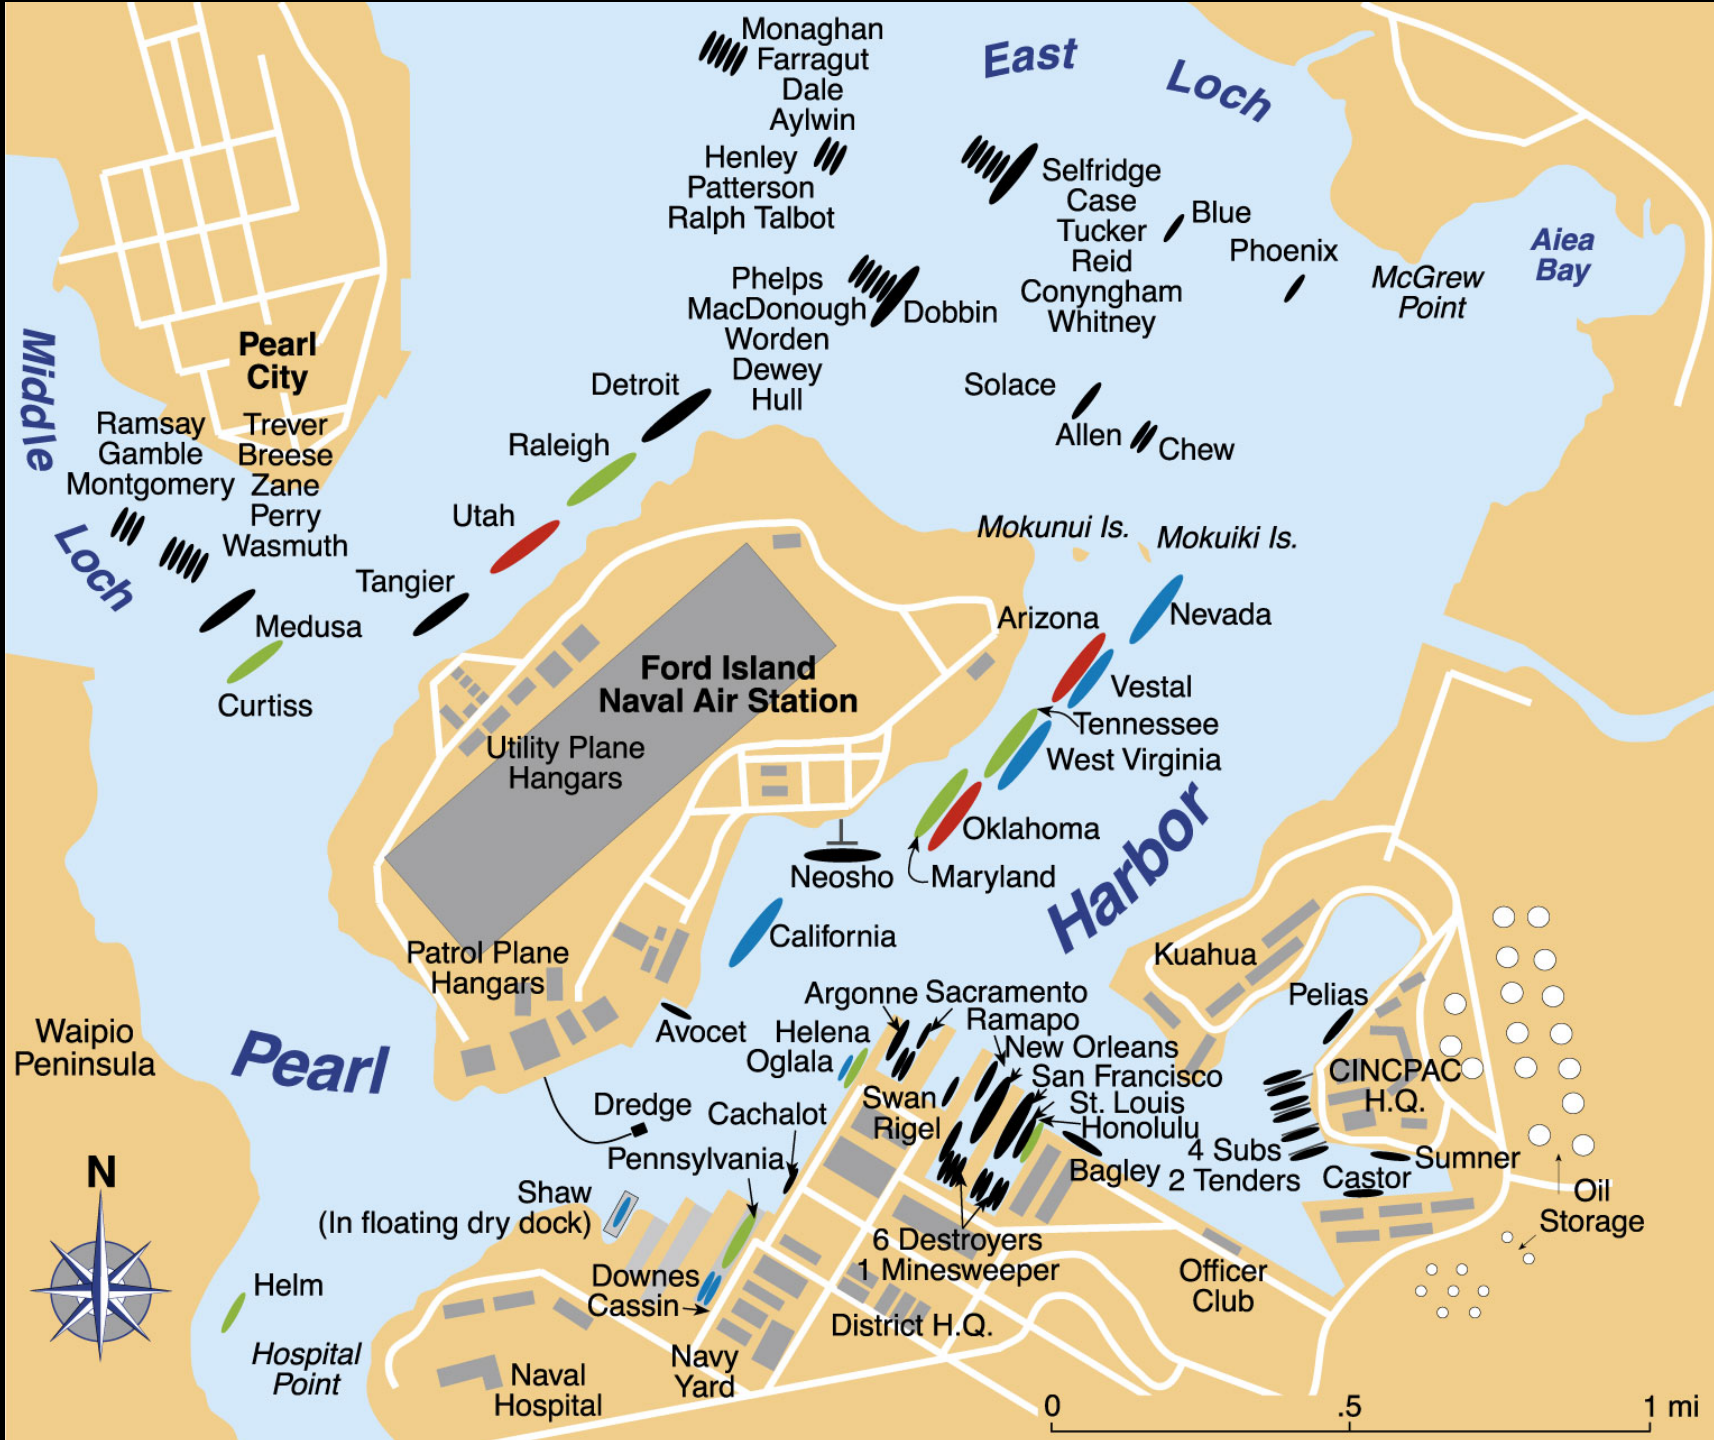 Monaghan
Farragut
Dale
Aylwin
East
Loch
Henley
Patterson
Ralph Talbot
Selfridge
Case
Tucker
Reid
Conyngham
Whitney
Blue
Phoenix
McGrew
Point
Aiea
Bay
Phelps
MacDonough
Worden
Dewey
Hull
Dobbin
Middle
Loch
Pearl
City
Ramsay
Gamble
Montgomery
Trever
Breese
Zane
Perry
Wasmuth
Detroit
Raleigh
Utah
Tangier
Medusa
Curtiss
Solace
Allen
Chew
Mokunui Is.
Mokuiki Is.
Arizona
Nevada
Vestal
Tennessee
West Virginia
Oklahoma
Maryland
Ford Island
Naval Air Station
Utility Plane
Hangars
Neosho
California
Patrol Plane
Hangars
Avocet
Pearl
Harbor
Waipio
Peninsula
Kuahua
Argonne
Sacramento
Ramapo
New Orleans
San Francisco
St. Louis
Honolulu
Helena
Oglala
Swan
Rigel
Bagley
Pelias
CINCPAC
H.Q.
4 Subs
2 Tenders
Sumner
Castor
Oil
Storage
Dredge
Cachalot
Pennsylvania
Shaw
(In floating dry dock)
Downes
Cassin
6 Destroyers
1 Minesweeper
District H.Q.
Officer
Club
N
Helm
Hospital
Point
Naval
Hospital
Navy
Yard
0
.5
1 mi